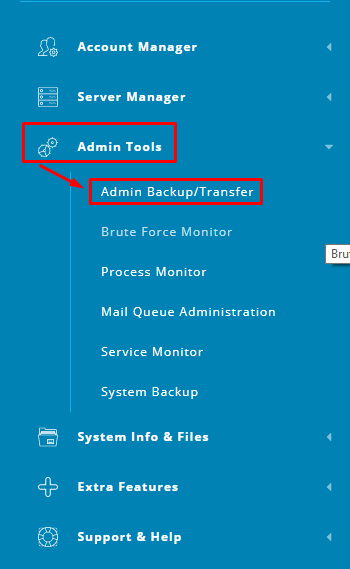 Account Manager
Server Manager
Admin Tools
Admin Backup/Transfer
Brute Force Monitor
Bru
Process Monitor
Mail Queue Administration
Service Monitor
System Backup
System Info & Files
Extra Features
Support & Help